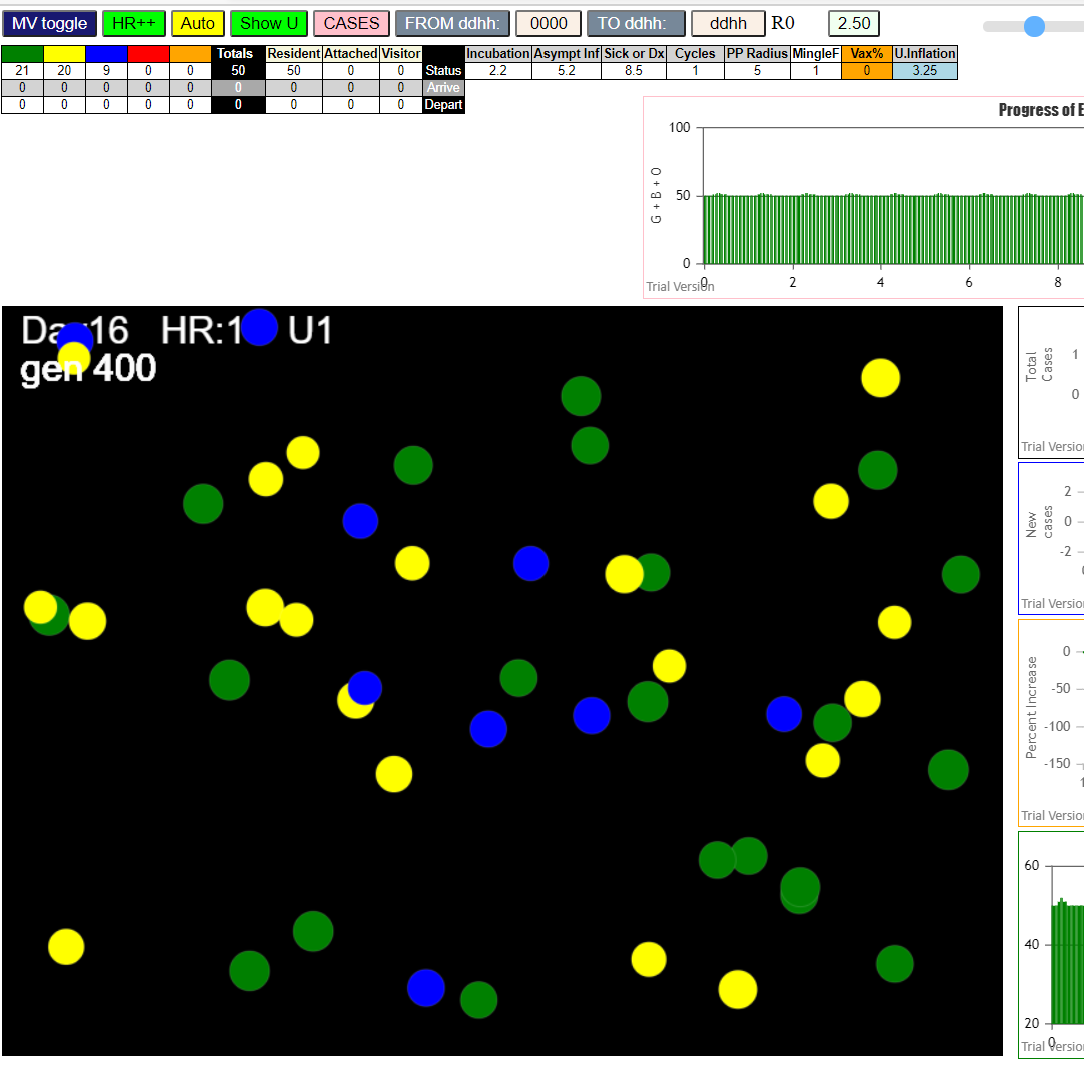 MV toggle HR++ Auto Show U CASES FROM ddhh: 0000 TO ddhh: ddhh R0 2.50
Totals Resident Attached Visitor Incubation Asympt Inf Sick or Dx Cycles PP Radius MingleF Vax% U.Inflation
21 20 9 0 0 50 50 0 0 Status 2.2 5.2 8.5 1 5 1 0 3.25
0 0 0 0 0 0 0 0 0 Arrive
0 0 0 0 0 0 0 0 0 Depart
Progress of E
100
50
0
G + B + O
0 2 4 6 8
Trial Version
HR:1 U1
gen 400
Total
Cases
1
0
Trial Version
New
cases
2
0
-2
Trial Version
Percent Increase
0
-50
-100
-150
1
Trial Version
60
40
20
0
Trial Version